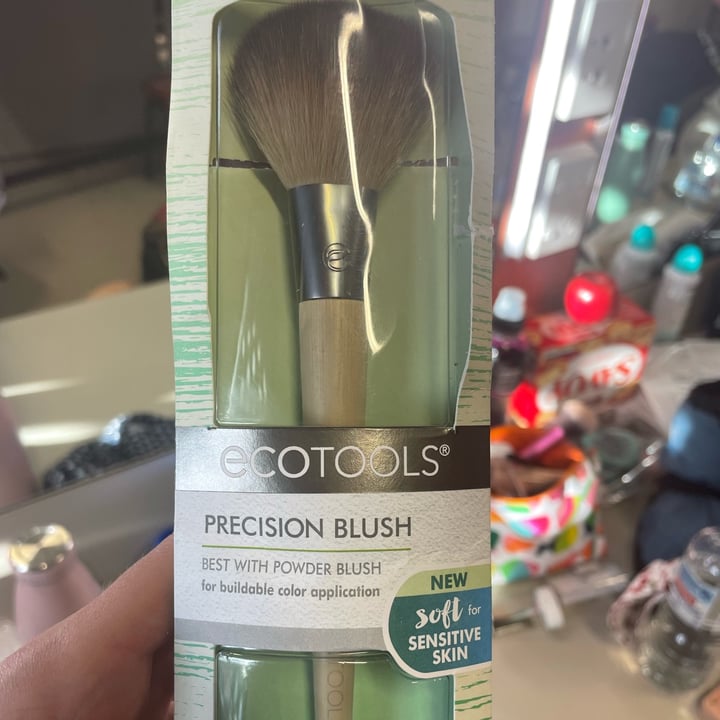 ecoTOOLS®
PRECISION BLUSH
BEST WITH POWDER BLUSH
for buildable color application
NEW
soft for
SENSITIVE
SKIN